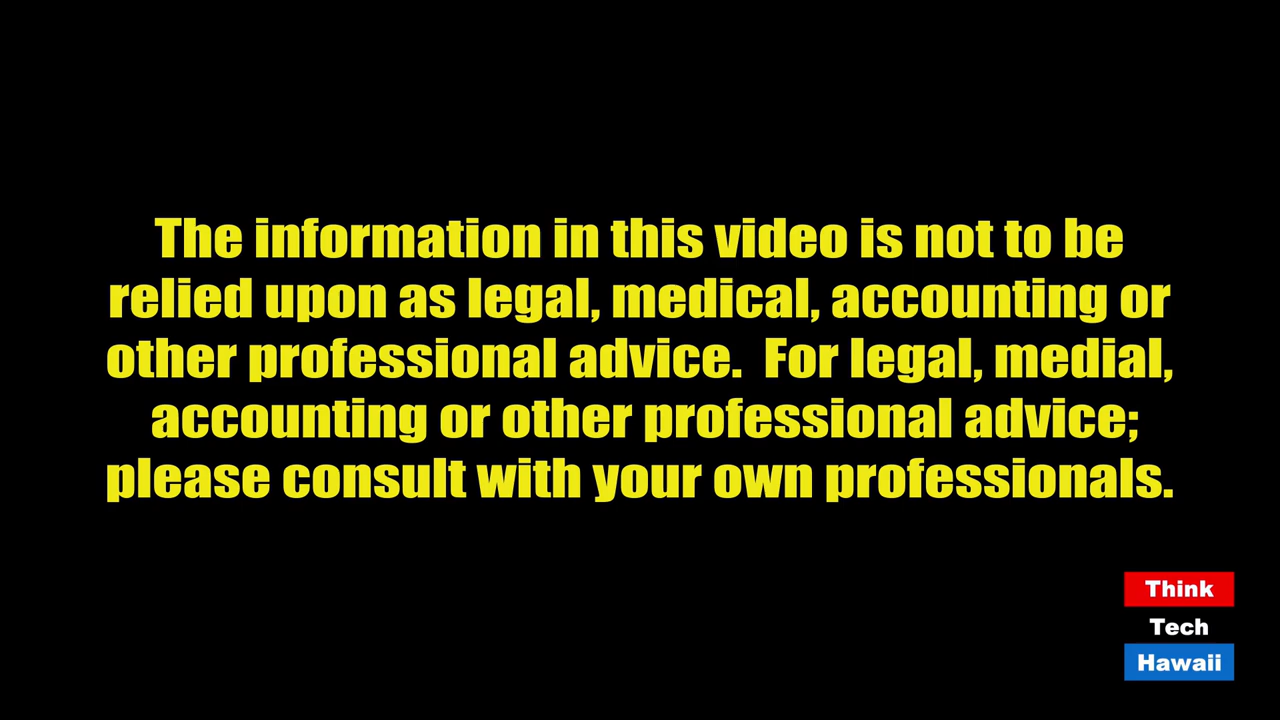 The information in this video is not to be
relied upon as legal, medical, accounting or
other professional advice.  For legal, medial,
accounting or other professional advice;
please consult with your own professionals.
Think
Tech
Hawaii